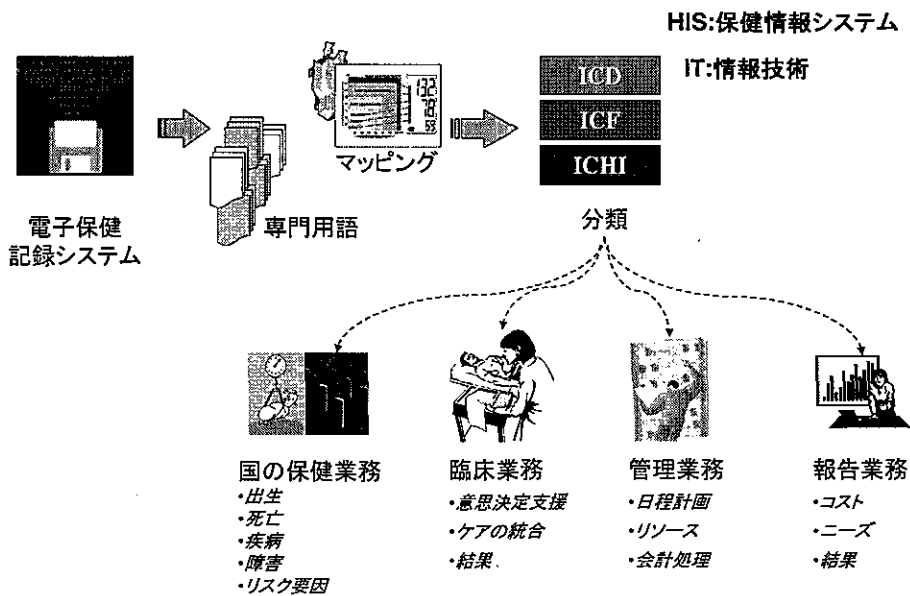 HIS:保健情報システム
IT:情報技術
ICD
ICF
ICHI
132
78
59
マッピング
専門用語
電子保健
記録システム
分類
国の保健業務
・出生
・死亡
・疾病
・障害
・リスク要因
臨床業務
・意思決定支援
・ケアの統合
・結果
管理業務
・日程計画
・リソース
・会計処理
報告業務
・コスト
・ニーズ
・結果